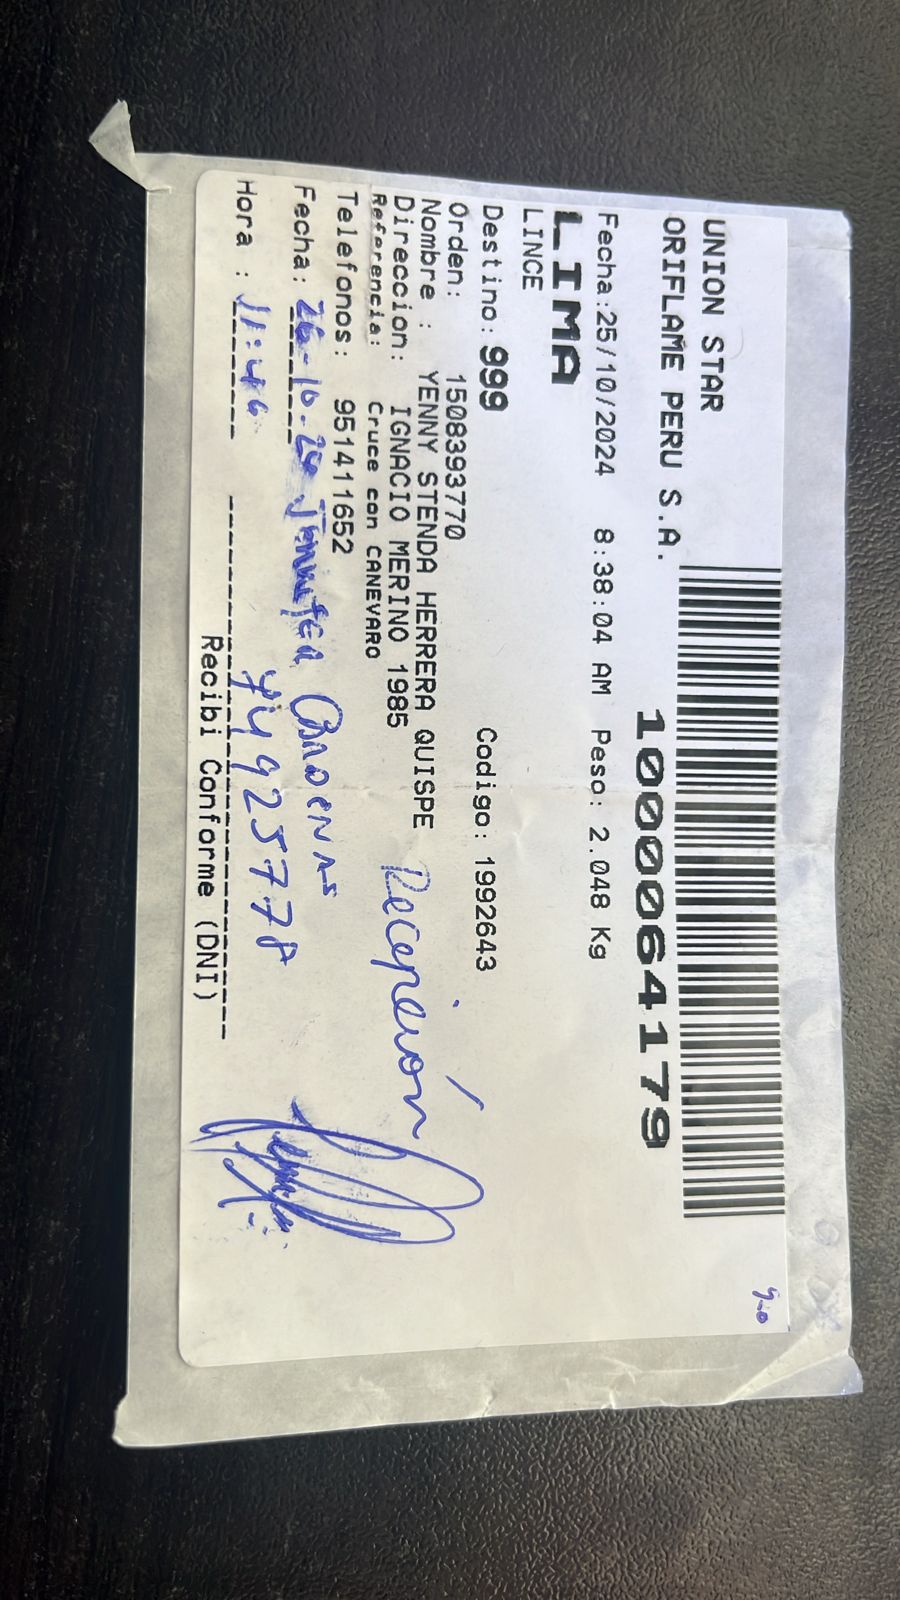 UNION STAR
ORIFLAME PERU S.A.
1000064179
Fecha:25/10/2024 8:38:04 AM Peso: 2.048 Kg
LIMA
LINCE
Destino: 999 Codigo: 1992643
Orden: 1508393770
Nombre : YENNY STENDA HERRERA QUISPE
Direccion: IGNACIO MERINO 1985
Referencia: Cruce con CANEVARO
Recepción
Telefonos: 951411652
Fecha: 26-10-24 Jennifer Cardenas
Hora : 11:46 74925778
Recibi Conforme (DNI)